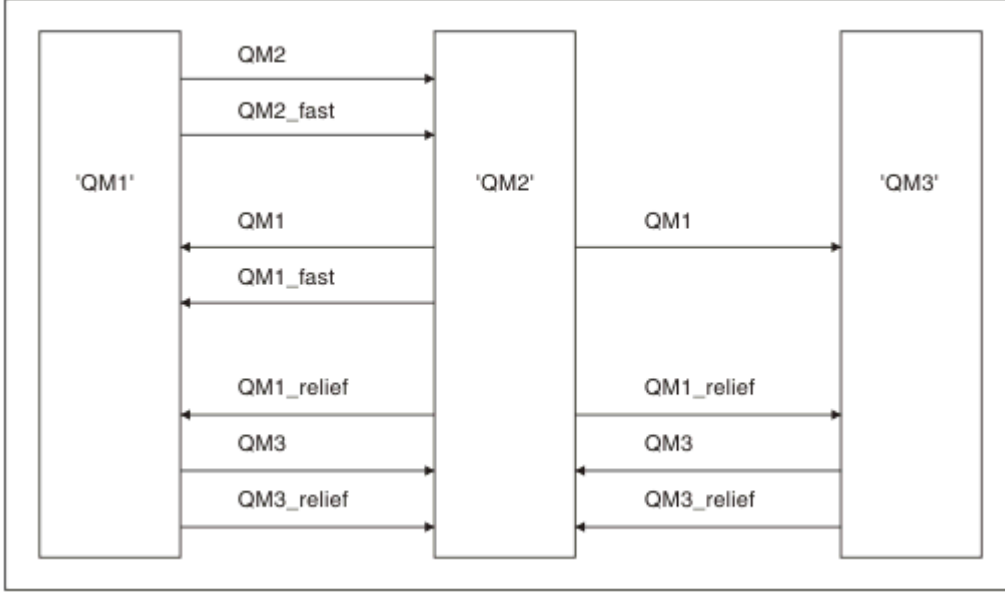 QM2
QM2_fast
'QM1'
'QM2'
'QM3'
QM1
QM1
QM1_fast
QM1_relief
QM1_relief
QM3
QM3
QM3_relief
QM3_relief